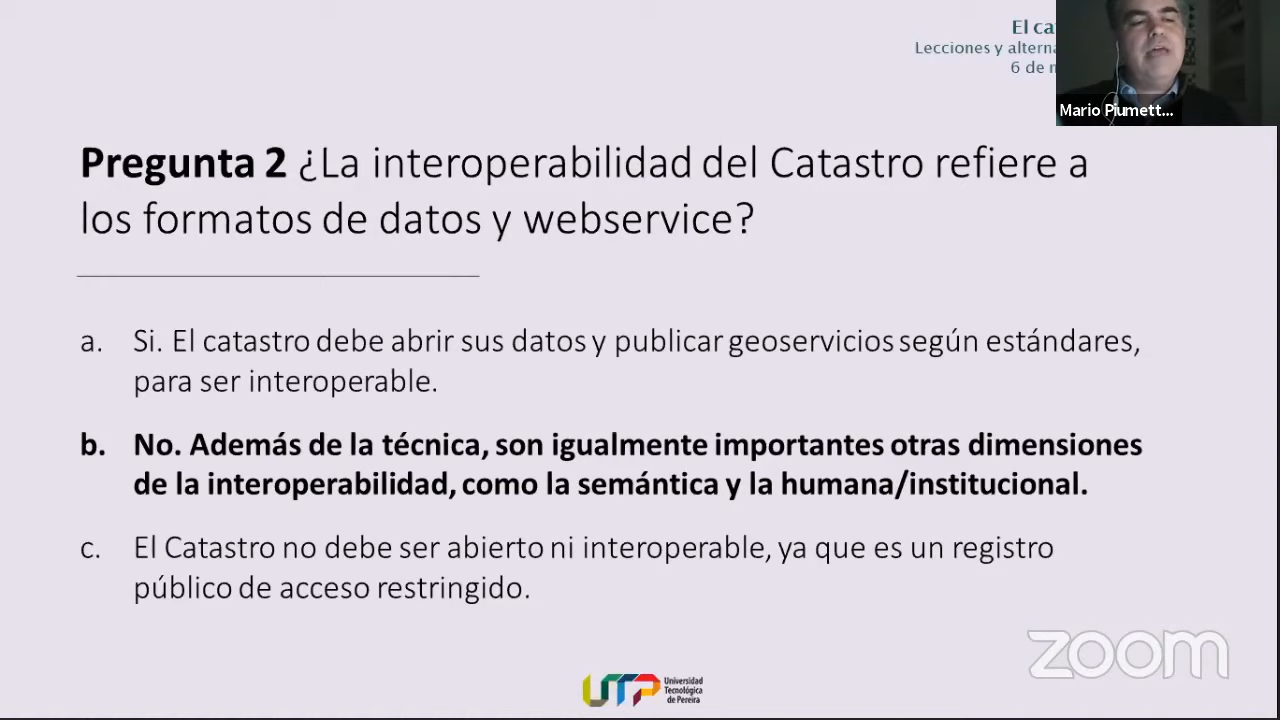 El ca
Lecciones y alterna
6 de m
Mario Piumett...
Pregunta 2 ¿La interoperabilidad del Catastro refiere a
los formatos de datos y webservice?
a. Si. El catastro debe abrir sus datos y publicar geoservicios según estándares,
para ser interoperable.
b. No. Además de la técnica, son igualmente importantes otras dimensiones
de la interoperabilidad, como la semántica y la humana/institucional.
c. El Catastro no debe ser abierto ni interoperable, ya que es un registro
público de acceso restringido.
zoom
UTP Universidad
Tecnológica
de Pereira